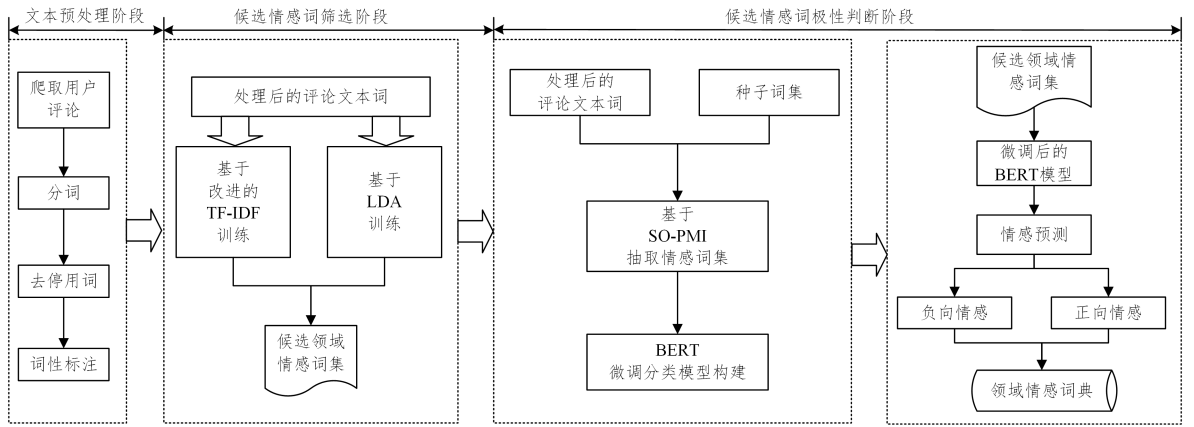 文本预处理阶段
候选情感词筛选阶段
候选情感词极性判断阶段
爬取用户
评论
分词
去停用词
词性标注
处理后的评论文本词
基于
改进的
TF-IDF
训练
基于
LDA
训练
候选领域
情感词集
处理后的
评论文本词
种子词集
基于
SO-PMI
抽取情感词集
BERT
微调分类模型构建
候选领域情
感词集
微调后的
BERT模型
情感预测
负向情感
正向情感
领域情感词典